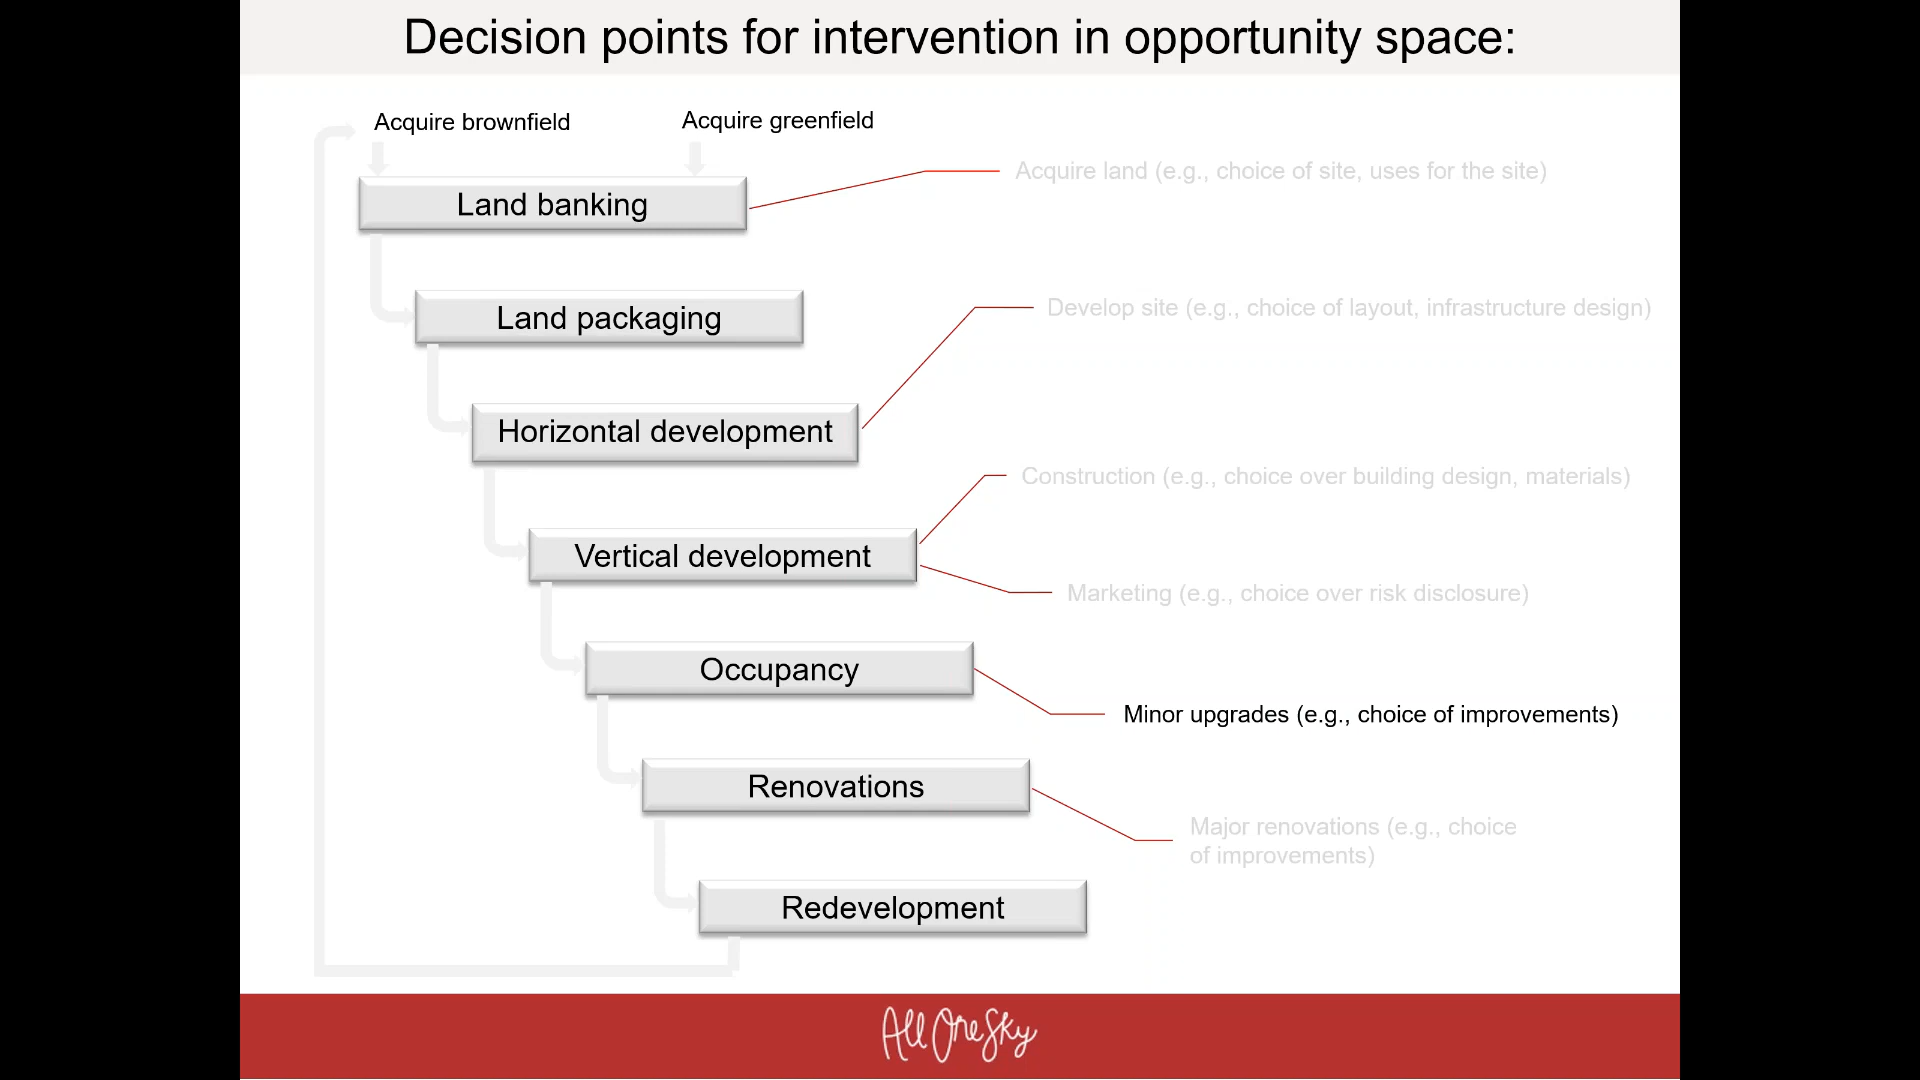 Decision points for intervention in opportunity space:
Acquire brownfield
Acquire greenfield
Land banking
Acquire land (e.g., choice of site, uses for the site)
Land packaging
Develop site (e.g., choice of layout, infrastructure design)
Horizontal development
Construction (e.g., choice over building design, materials)
Vertical development
Marketing (e.g., choice over risk disclosure)
Occupancy
Minor upgrades (e.g., choice of improvements)
Renovations
Major renovations (e.g., choice
of improvements)
Redevelopment
All One Sky